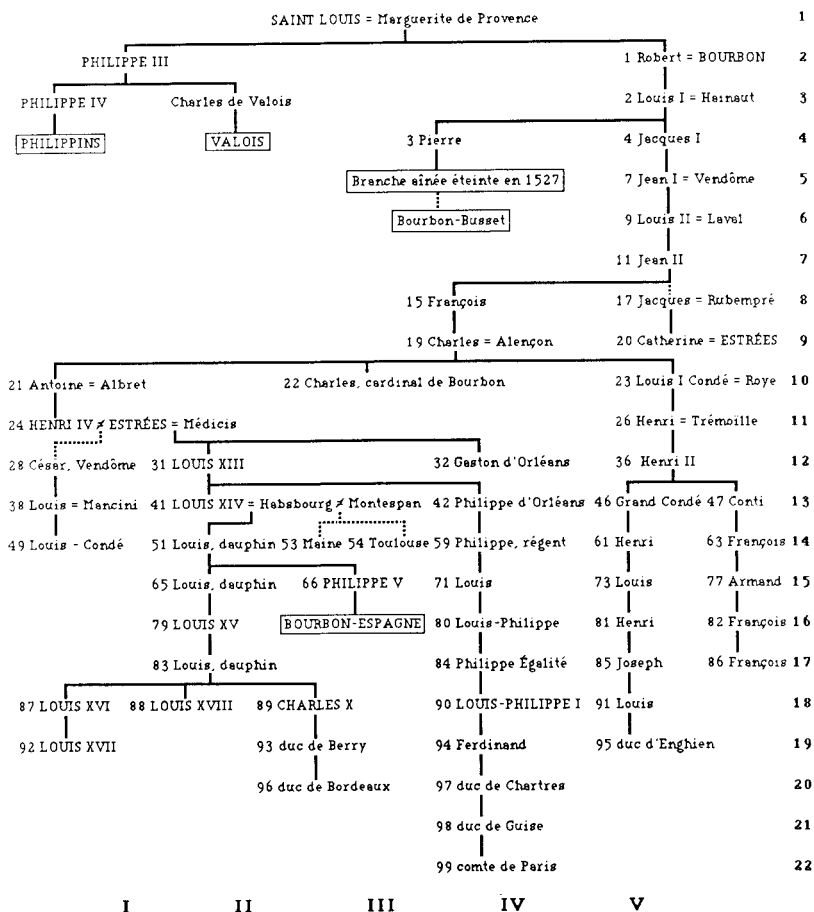 SAINT LOUIS = Marguerite de Provence 1
PHILIPPE III 1 Robert = BOURBON 2
PHILIPPE IV Charles de Valois 2 Louis I = Hainaut 3
PHILIPPINS VALOIS 3 Pierre 4 Jacques I 4
Branche aînée éteinte en 1527 7 Jean I = Vendôme 5
Bourbon-Busset 9 Louis II = Laval 6
11 Jean II 7
15 François 17 Jacques = Rubempré 8
19 Charles = Alençon 20 Catherine = ESTRÉES 9
21 Antoine = Albret 22 Charles, cardinal de Bourbon 23 Louis I Condé = Roye 10
24 HENRI IV ≠ ESTRÉES = Médicis 26 Henri = Trémoïlle 11
28 César, Vendôme 31 LOUIS XIII 32 Gaston d'Orléans 36 Henri II 12
38 Louis = Mancini 41 LOUIS XIV = Habsbourg ≠ Montespan 42 Philippe d'Orléans 46 Grand Condé 47 Conti 13
49 Louis - Condé 51 Louis, dauphin 53 Maine 54 Toulouse 59 Philippe, régent 61 Henri 63 François 14
65 Louis, dauphin 66 PHILIPPE V 71 Louis 73 Louis 77 Armand 15
79 LOUIS XV BOURBON-ESPAGNE 80 Louis-Philippe 81 Henri 82 François 16
83 Louis, dauphin 84 Philippe Égalité 85 Joseph 86 François 17
87 LOUIS XVI 88 LOUIS XVIII 89 CHARLES X 90 LOUIS-PHILIPPE I 91 Louis 18
92 LOUIS XVII 93 duc de Berry 94 Ferdinand 95 duc d'Enghien 19
96 duc de Bordeaux 97 duc de Chartres 20
98 duc de Guise 21
99 comte de Paris 22
I II III IV V